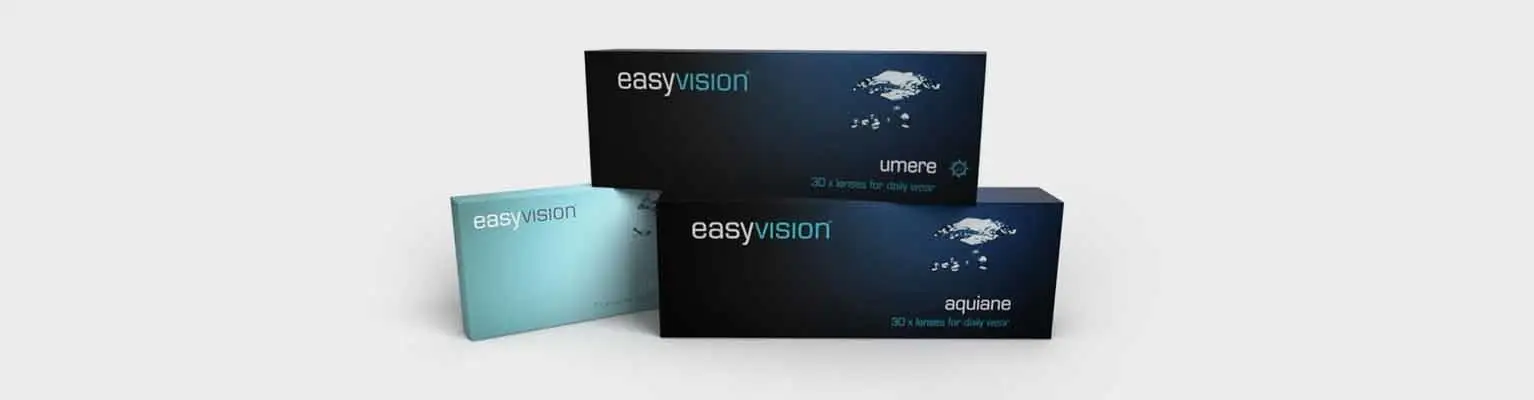 easyvision
umere
30 x lenses for daily wear
easyvision
easyvision
aquiane
30 x lenses for daily wear